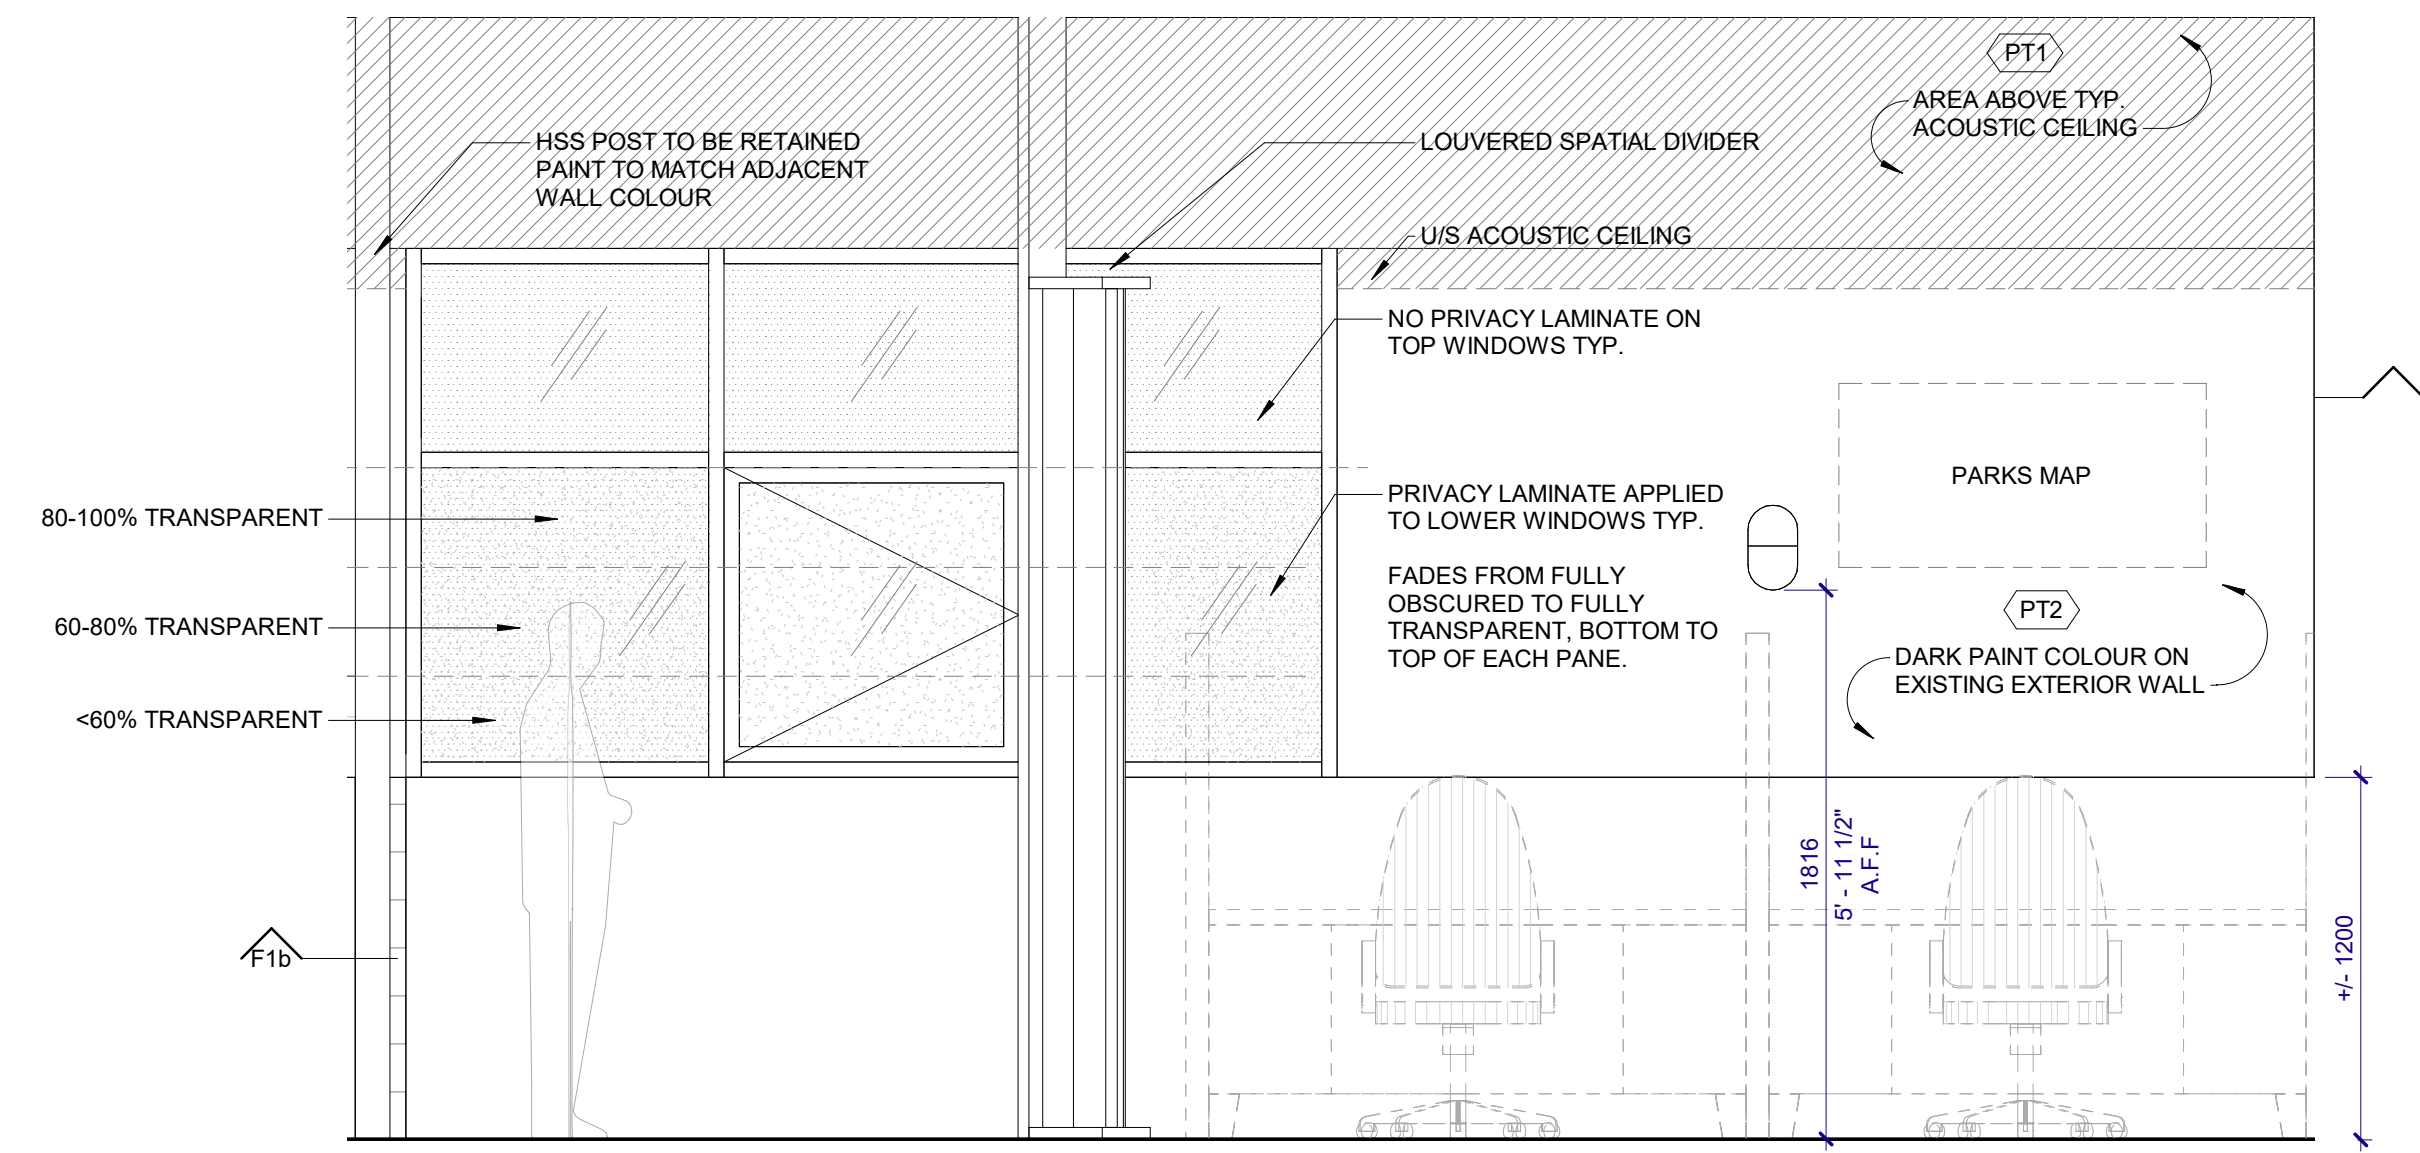 PT1
AREA ABOVE TYP.
ACOUSTIC CEILING
HSS POST TO BE RETAINED
PAINT TO MATCH ADJACENT
WALL COLOUR
LOUVERED SPATIAL DIVIDER
U/S ACOUSTIC CEILING
NO PRIVACY LAMINATE ON
TOP WINDOWS TYP.
PARKS MAP
80-100% TRANSPARENT
PRIVACY LAMINATE APPLIED
TO LOWER WINDOWS TYP.
FADES FROM FULLY
OBSCURED TO FULLY
TRANSPARENT, BOTTOM TO
TOP OF EACH PANE.
60-80% TRANSPARENT
PT2
DARK PAINT COLOUR ON
EXISTING EXTERIOR WALL
<60% TRANSPARENT
1816
5' - 11 1/2"
A.F.F
+/- 1200
F1b